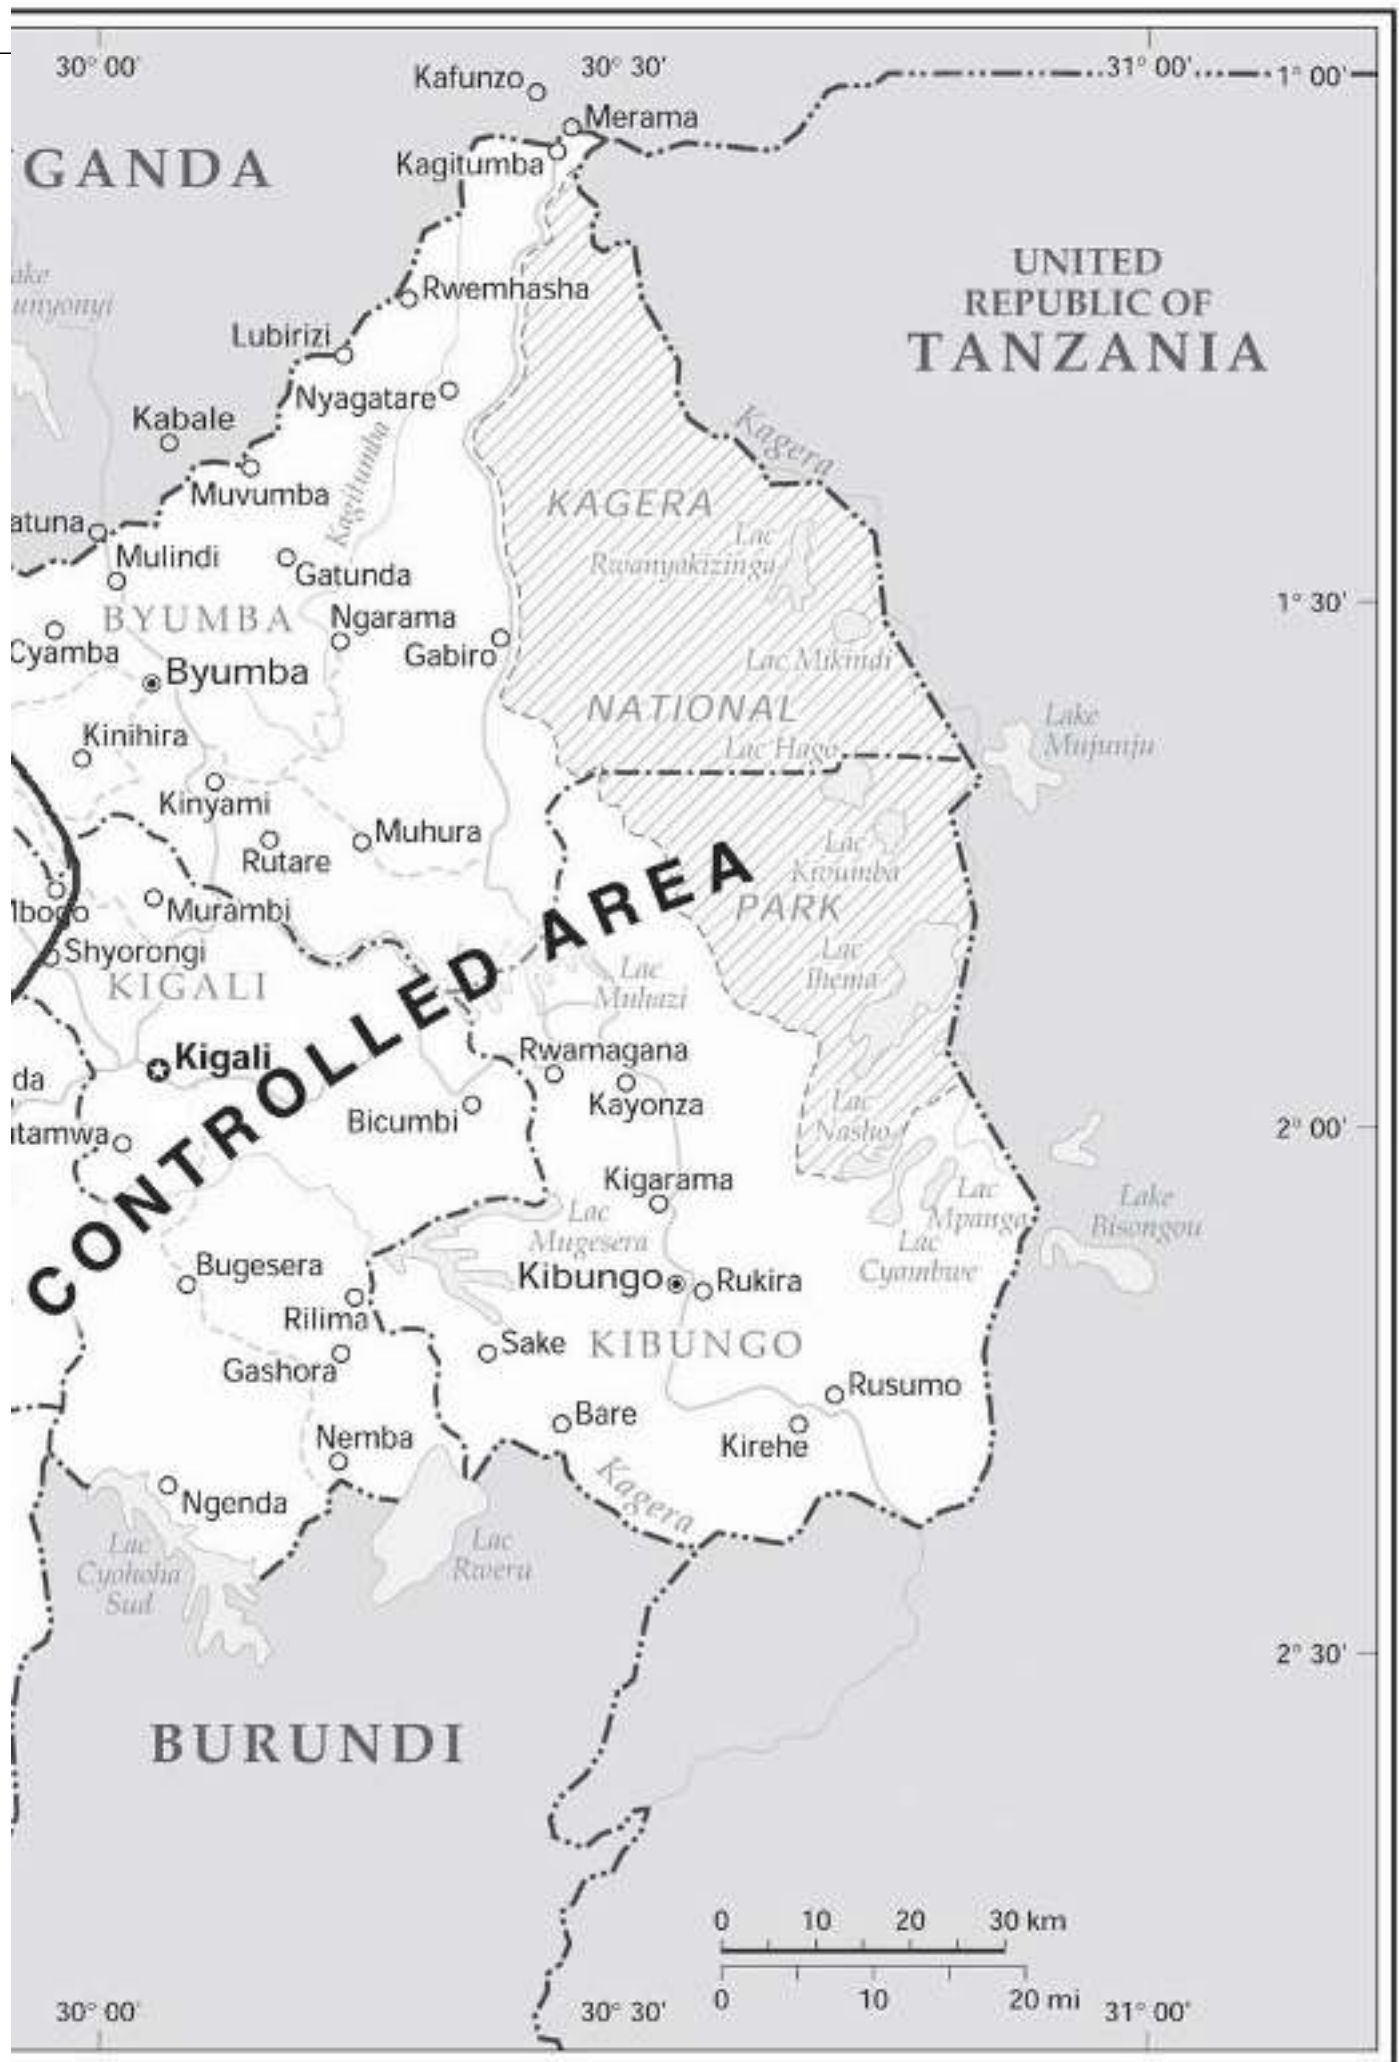 30° 00'
30° 30'
31° 00'
1° 00'
Kafunzo
Merama
Kagitumba
GANDA
UNITED
REPUBLIC OF
TANZANIA
ake
unyonyi
Rwemhasha
Lubirizi
Nyagatare
Kabale
Kagera
Muvumba
Kagitumba
KAGERA
atuna
Lac
Rwanyakizinga
Mulindi
Gatunda
1° 30'
BYUMBA
Ngarama
Cyamba
Gabiro
Lac Mikindi
Byumba
NATIONAL
Lake
Mujunju
Kinihira
Lac Hago
Kinyami
Muhura
Rutare
Lac
Kivumba
CONTROLLED AREA
PARK
Mbogo
Murambi
Shyorongi
Lac
Ihema
KIGALI
Lac
Muhazi
Kigali
Rwamagana
da
Kayonza
Bicumbi
Lac
Nasho
utamwa
2° 00'
Kigarama
Lac
Mpanga
Lake
Bisongou
Lac
Mugesera
Lac
Cyambwe
Bugesera
Kibungo
Rukira
Rilima
Sake
KIBUNGO
Gashora
Rusumo
Bare
Nemba
Kirehe
Kagera
Ngenda
Lac
Cyohoha
Sud
Lac
Rweru
2° 30'
BURUNDI
0 10 20 30 km
0 10 20 mi
30° 00'
30° 30'
31° 00'